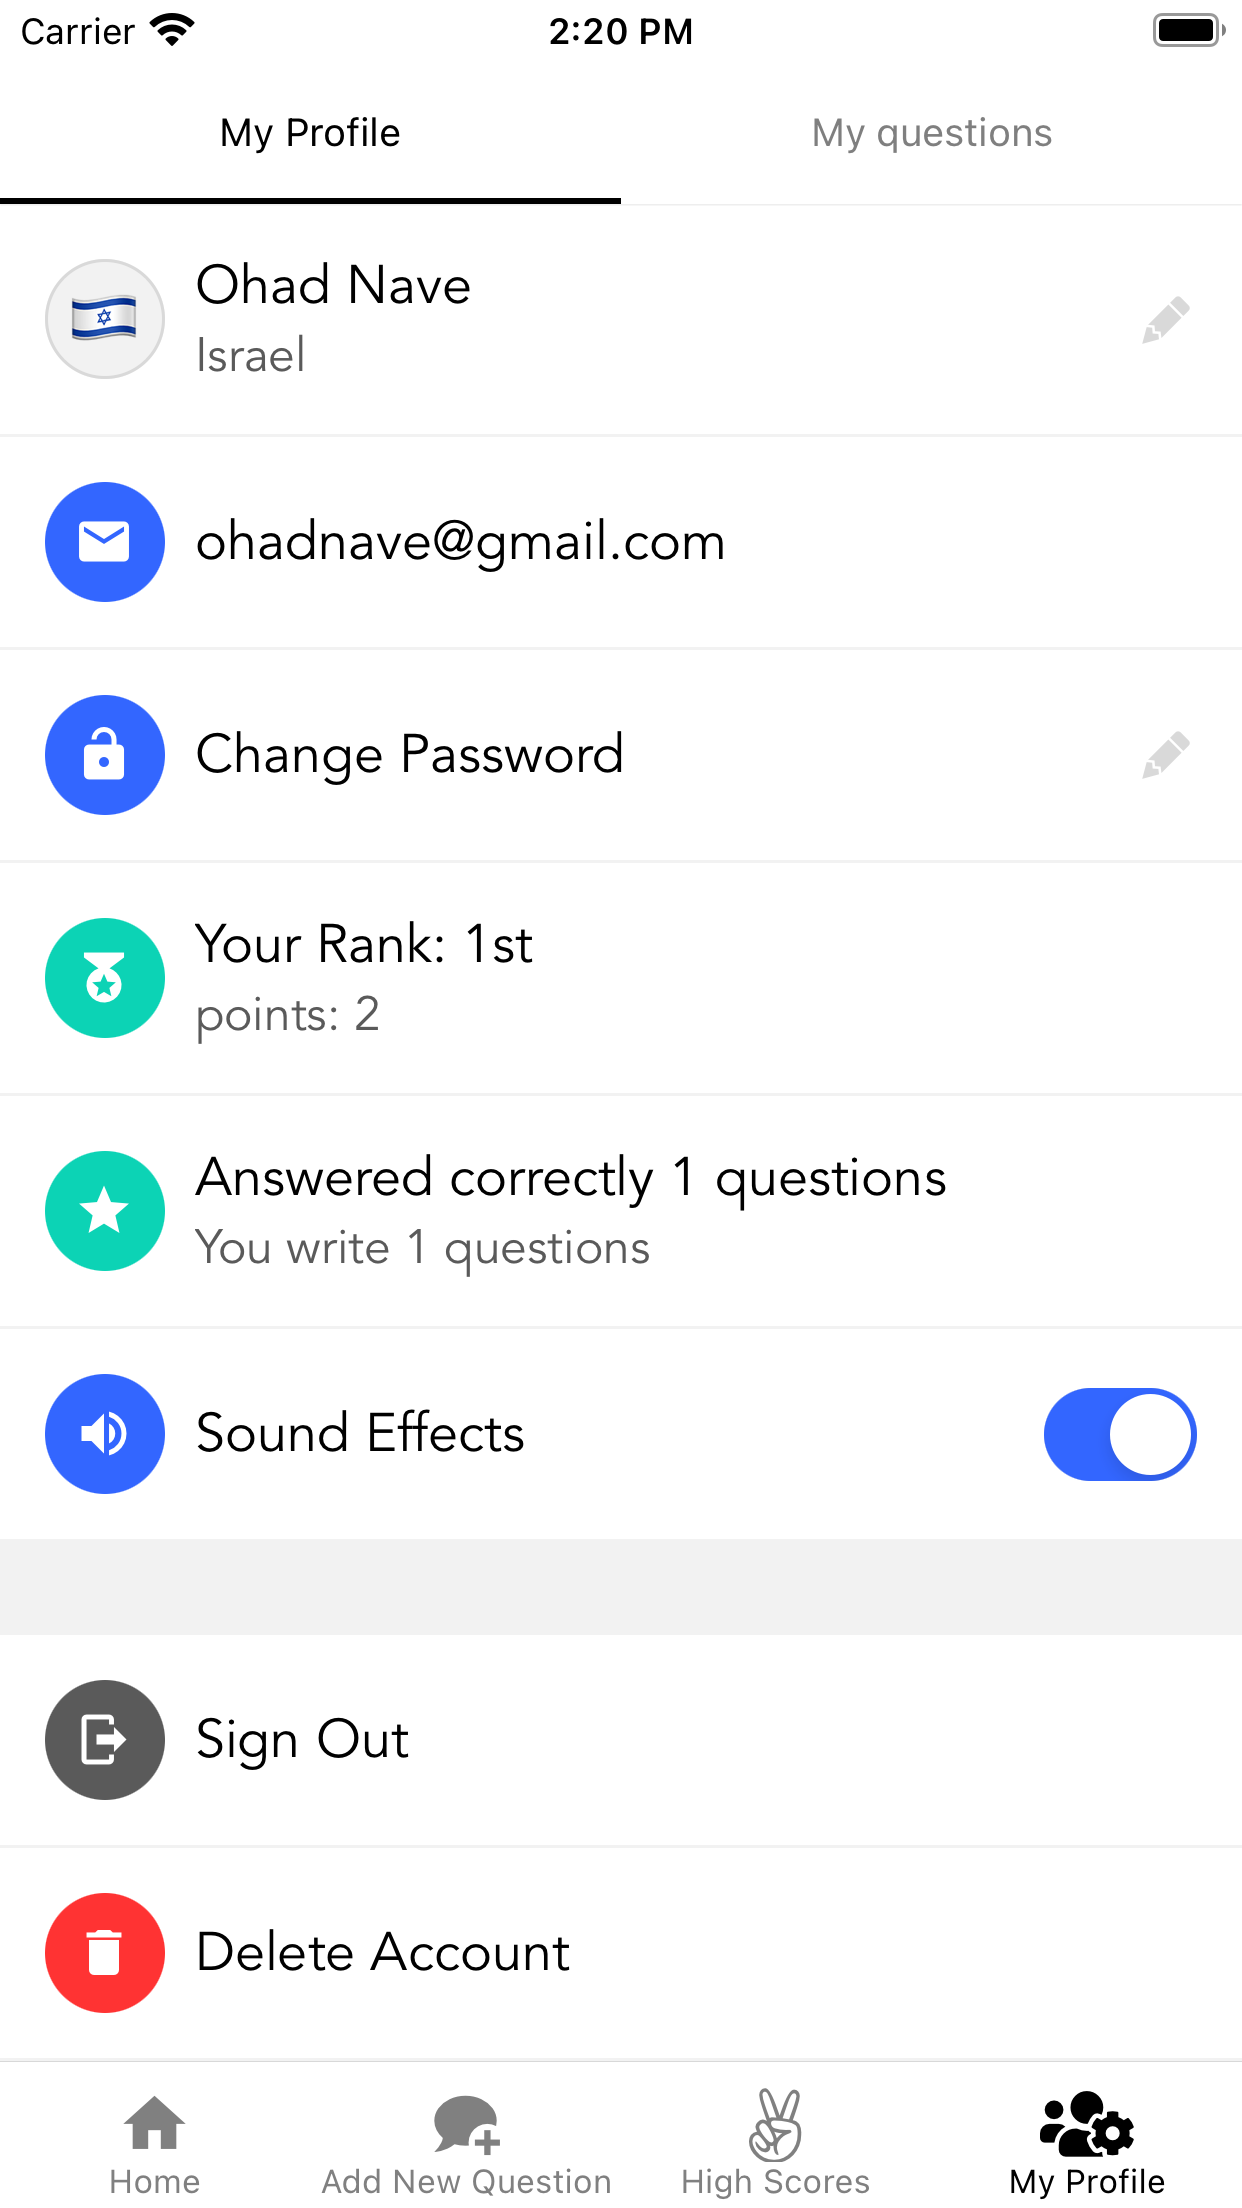 Carrier 2:20 PM
My Profile My questions
Ohad Nave
Israel
ohadnave@gmail.com
Change Password
Your Rank: 1st
points: 2
Answered correctly 1 questions
You write 1 questions
Sound Effects
Sign Out
Delete Account
Home Add New Question High Scores My Profile